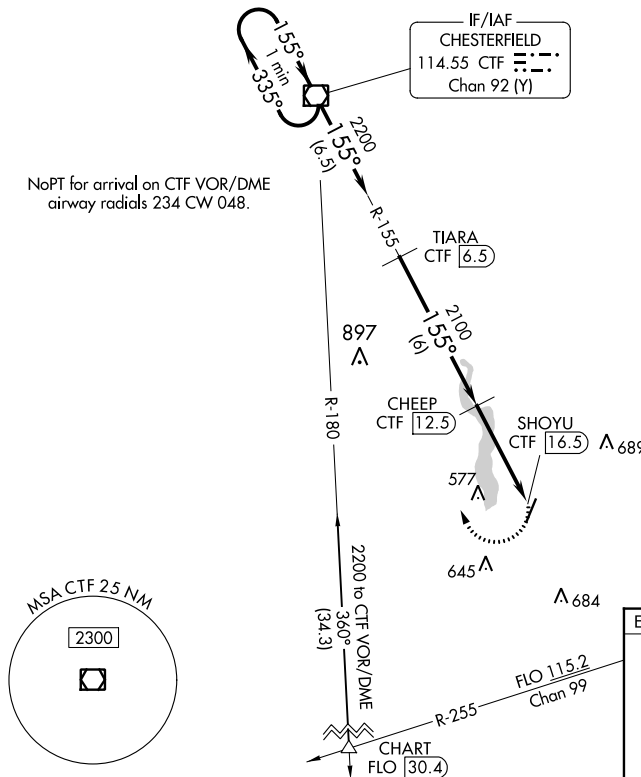 IF/IAF
CHESTERFIELD
114.55 CTF
Chan 92 (Y)
155°
1 min
335°
2200
155°
(6.5)
NoPT for arrival on CTF VOR/DME
airway radials 234 CW 048.
R-155
TIARA
CTF 6.5
2100
155°
(6)
897
R-180
CHEEP
CTF 12.5
SHOYU
CTF 16.5
689
577
645
684
MSA CTF 25 NM
2300
2200 to CTF VOR/DME
360°
(34.3)
E
FLO 115.2
Chan 99
R-255
CHART
FLO 30.4